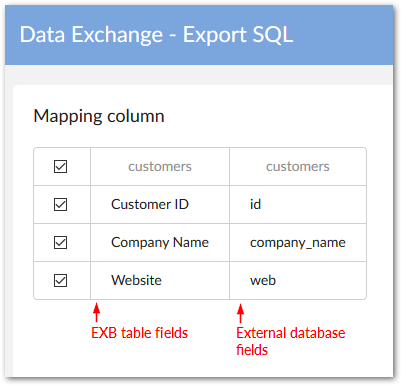 Data Exchange - Export SQL
Mapping column
customers customers
Customer ID id
Company Name company_name
Website web
EXB table fields External database
fields